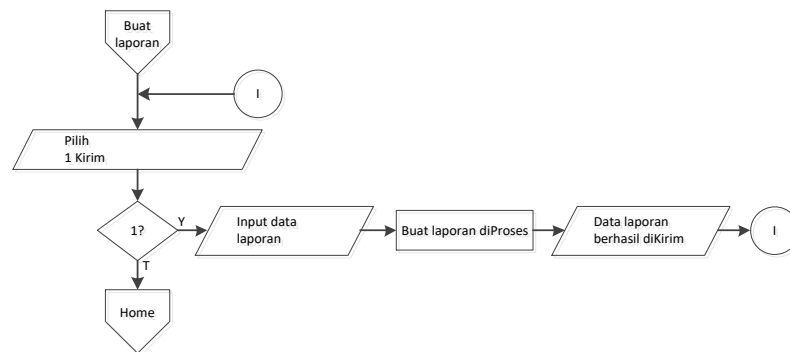 Buat
laporan
I
Pilih
1 Kirim
1?
Y
Input data
laporan
Buat laporan diProses
Data laporan
berhasil diKirim
I
T
Home